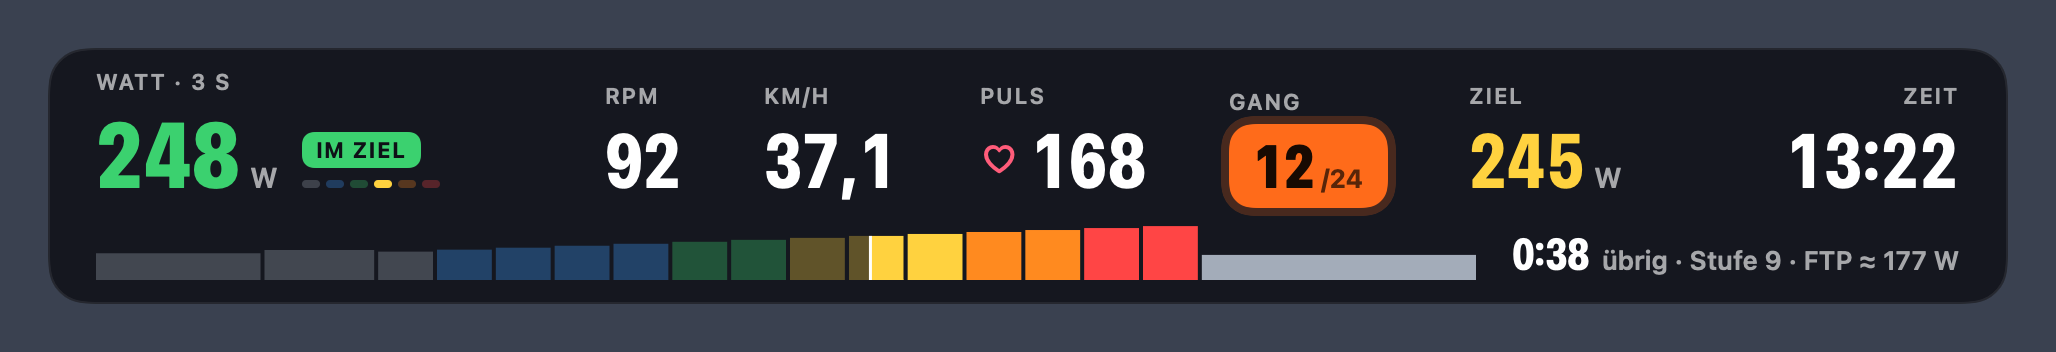 WATT · 3 S
248 W
IM ZIEL
RPM
92
KM/H
37,1
PULS
168
GANG
12/24
ZIEL
245 W
ZEIT
13:22
0:38 übrig · Stufe 9 · FTP ≈ 177 W